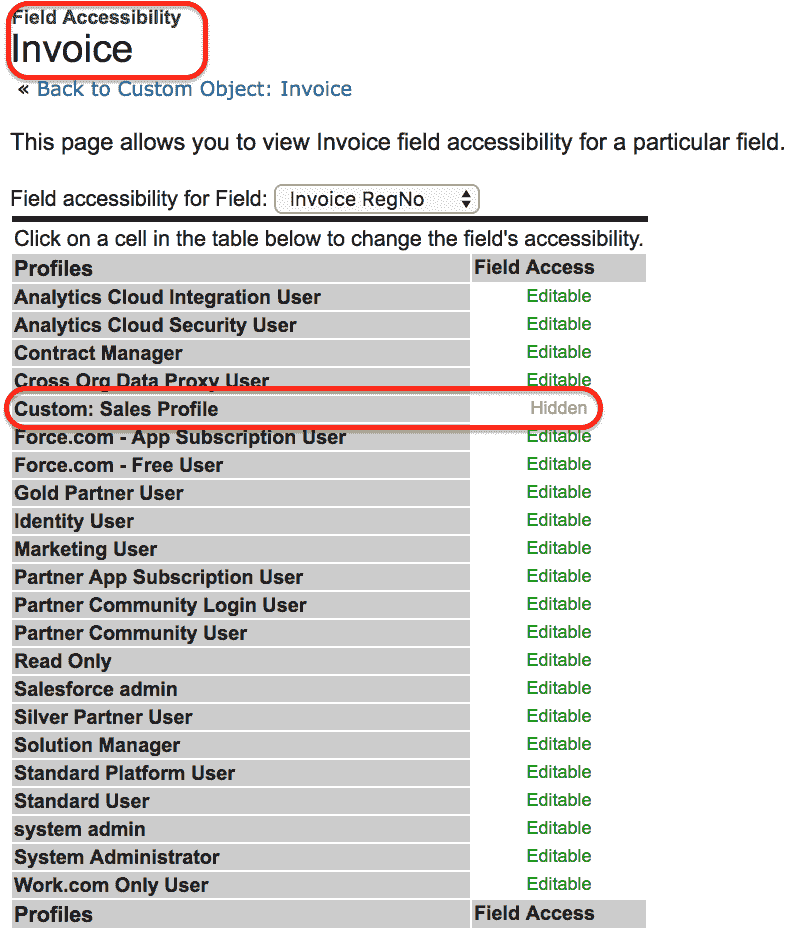 Field Accessibility
Invoice
« Back to Custom Object: Invoice
This page allows you to view Invoice field accessibility for a particular field.
Field accessibility for Field: Invoice RegNo
Click on a cell in the table below to change the field's accessibility.
Profiles Field Access
Analytics Cloud Integration User Editable
Analytics Cloud Security User Editable
Contract Manager Editable
Cross Org Data Proxy User Editable
Custom: Sales Profile Hidden
Force.com - App Subscription User Editable
Force.com - Free User Editable
Gold Partner User Editable
Identity User Editable
Marketing User Editable
Partner App Subscription User Editable
Partner Community Login User Editable
Partner Community User Editable
Read Only Editable
Salesforce admin Editable
Silver Partner User Editable
Solution Manager Editable
Standard Platform User Editable
Standard User Editable
system admin Editable
System Administrator Editable
Work.com Only User Editable
Profiles Field Access